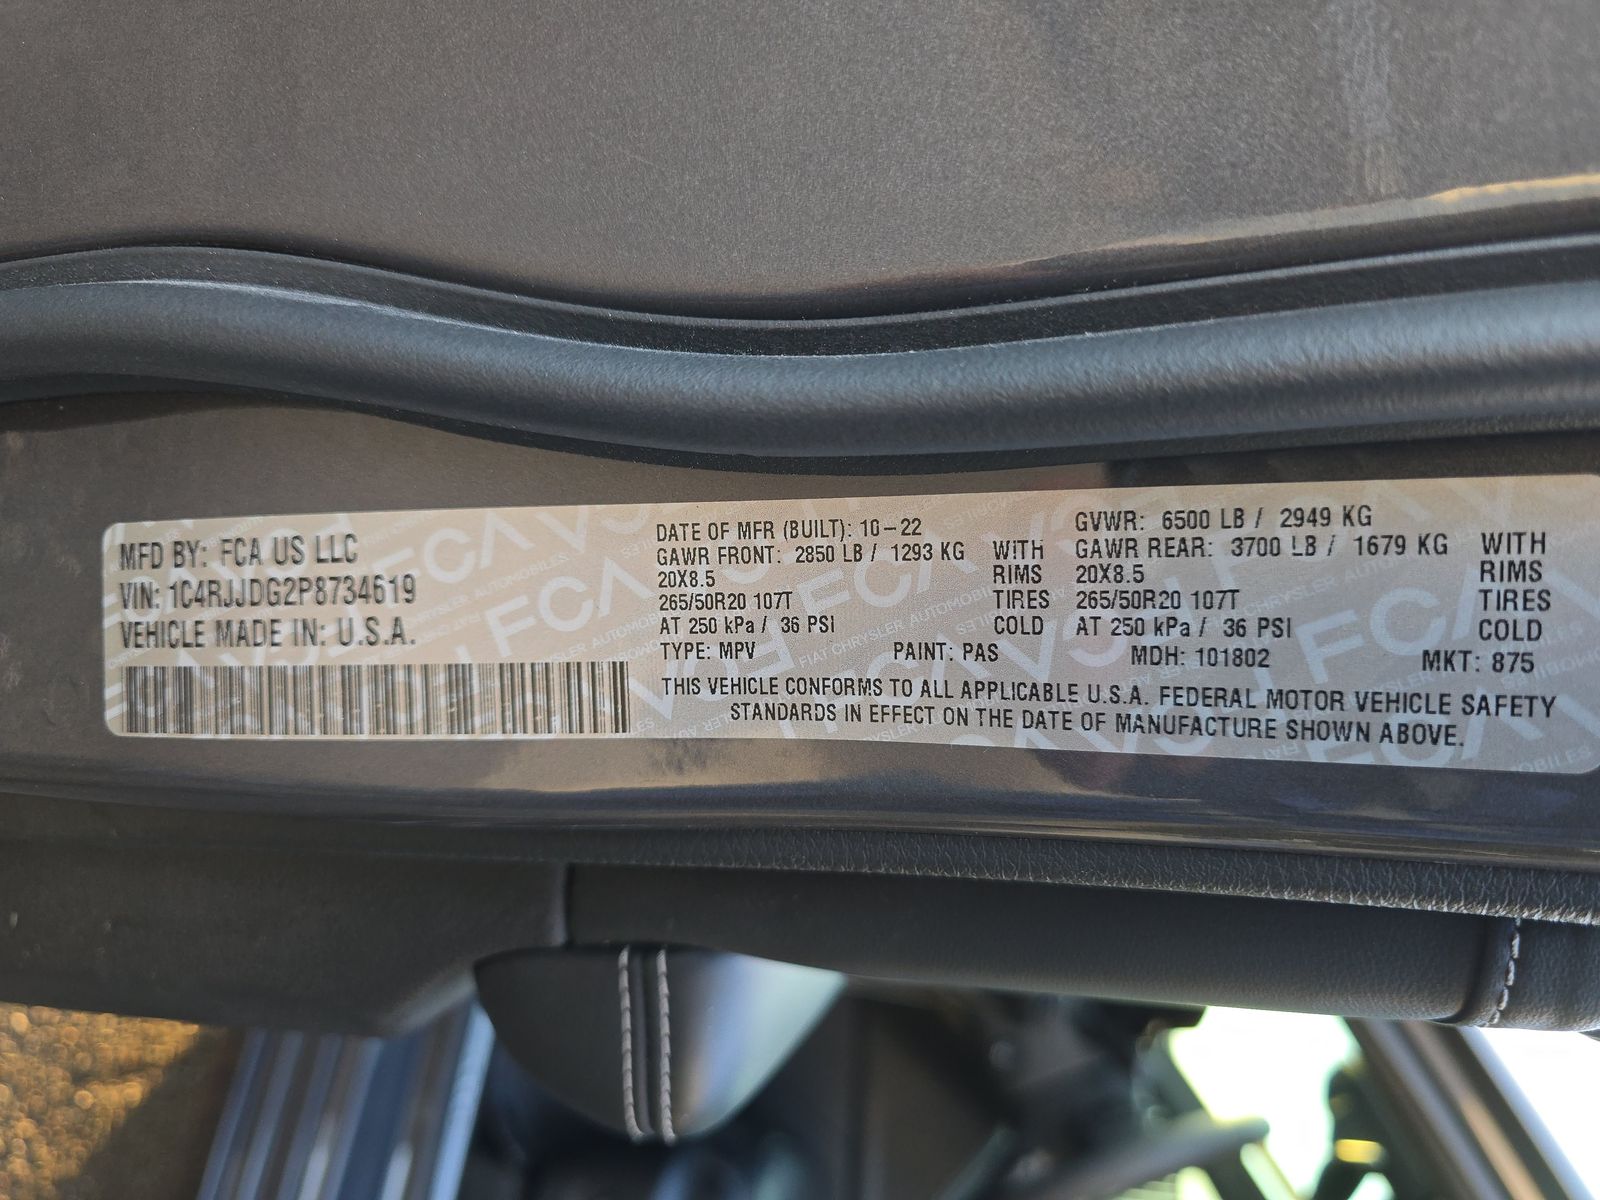 MFD BY: FCA US LLC
VIN: 1C4RJJDG2P8734619
VEHICLE MADE IN: U.S.A.
DATE OF MFR (BUILT): 10-22 GVWR: 6500 LB / 2949 KG
GAWR FRONT: 2850 LB / 1293 KG WITH GAWR REAR: 3700 LB / 1679 KG WITH
20X8.5 RIMS 20X8.5 RIMS
265/50R20 107T TIRES 265/50R20 107T TIRES
AT 250 kPa / 36 PSI COLD AT 250 kPa / 36 PSI COLD
TYPE: MPV PAINT: PAS MDH: 101802 MKT: 875
THIS VEHICLE CONFORMS TO ALL APPLICABLE U.S.A. FEDERAL MOTOR VEHICLE SAFETY
STANDARDS IN EFFECT ON THE DATE OF MANUFACTURE SHOWN ABOVE.